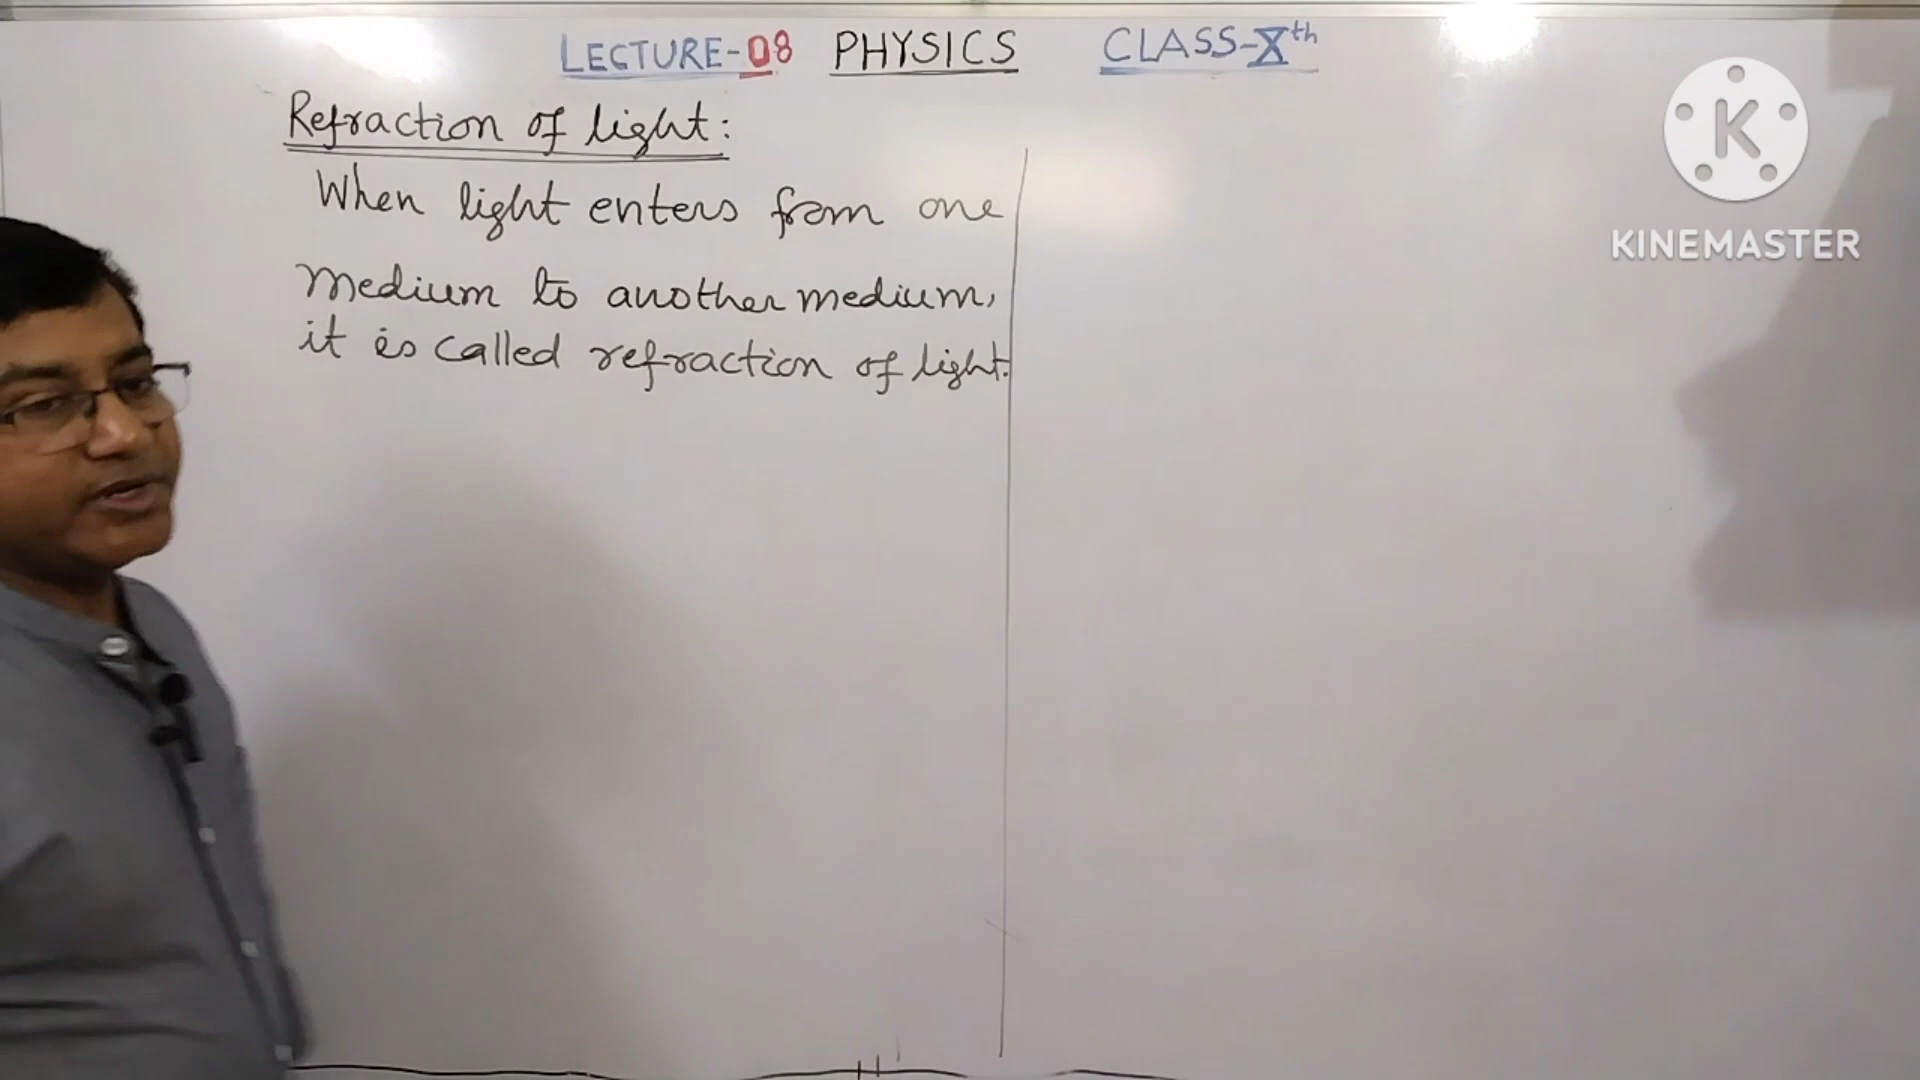 LECTURE-08 PHYSICS CLASS-Xth
Refraction of light:
When light enters from one
medium to another medium,
it is called refraction of light.
K
KINEMASTER